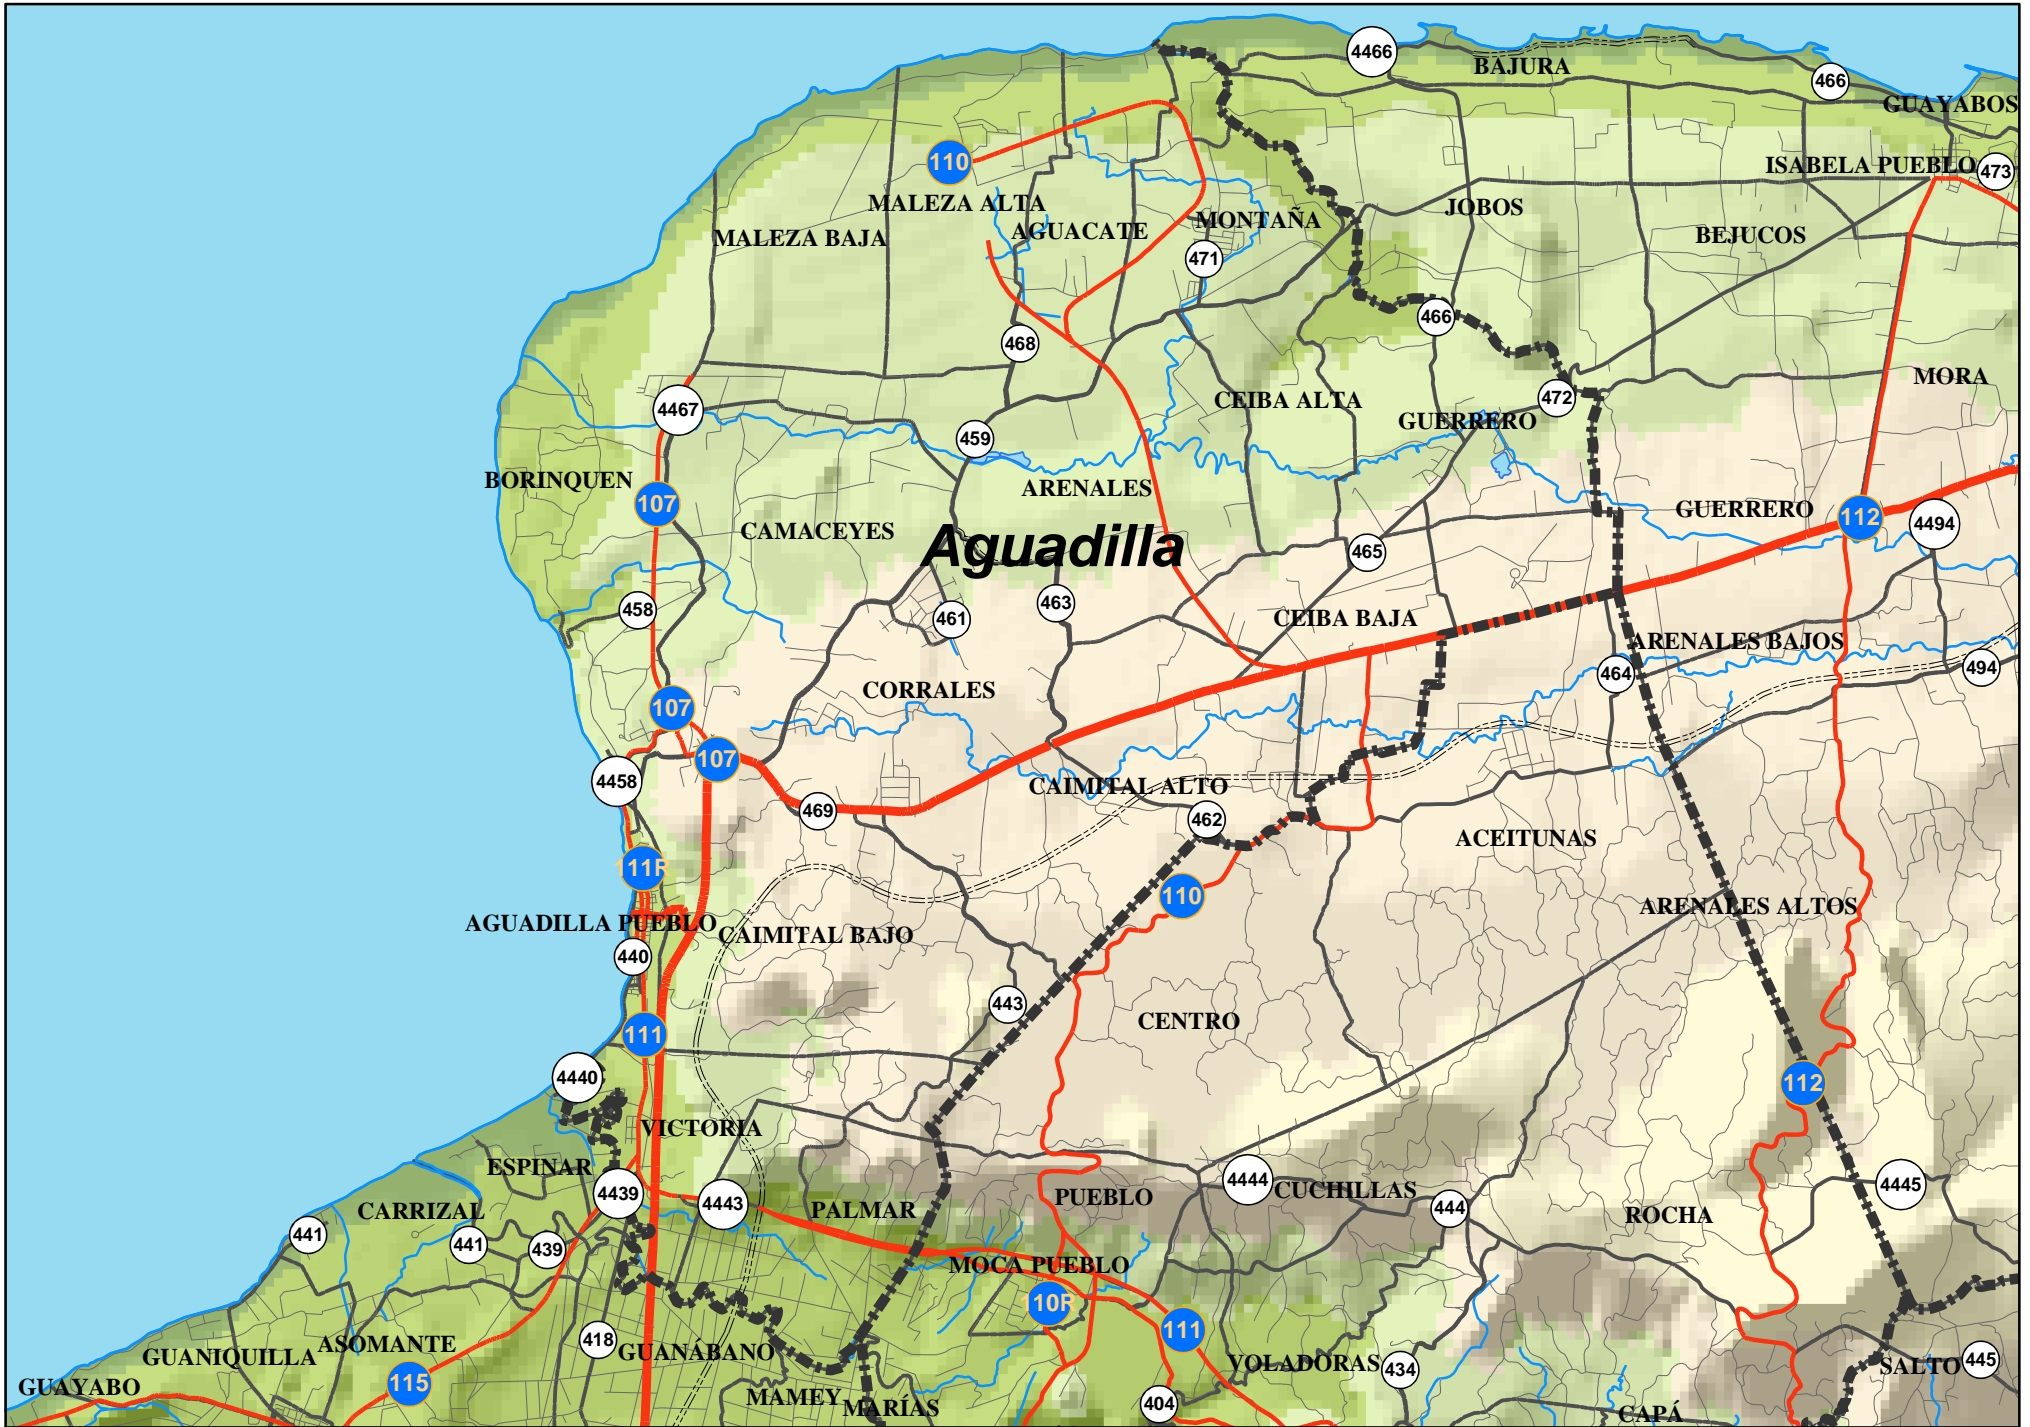 4466
BAJURA
466
GUAYABOS
110
ISABELA PUEBLO
473
MALEZA ALTA
AGUACATE
MONTAÑA
JOBOS
MALEZA BAJA
BEJUCOS
471
466
468
MORA
4467
CEIBA ALTA
472
GUERRERO
459
BORINQUEN
ARENALES
107
CAMACEYES
GUERRERO
112
4494
Aguadilla
465
458
461
463
CEIBA BAJA
ARENALES BAJOS
464
494
CORRALES
107
107
4458
CAIMITAL ALTO
469
462
ACEITUNAS
111R
110
ARENALES ALTOS
AGUADILLA PUEBLO
CAIMITAL BAJO
440
443
CENTRO
111
4440
112
VICTORIA
ESPINAR
4439
4443
PUEBLO
4444
CUCHILLAS
4445
CARRIZAL
PALMAR
444
ROCHA
441
441
439
MOCA PUEBLO
10R
111
418
GUANÁBANO
ASOMANTE
GUANIQUILLA
VOLADORAS
434
SALTO
445
GUAYABO
115
MAMEY
MARÍAS
404
CAPÁ